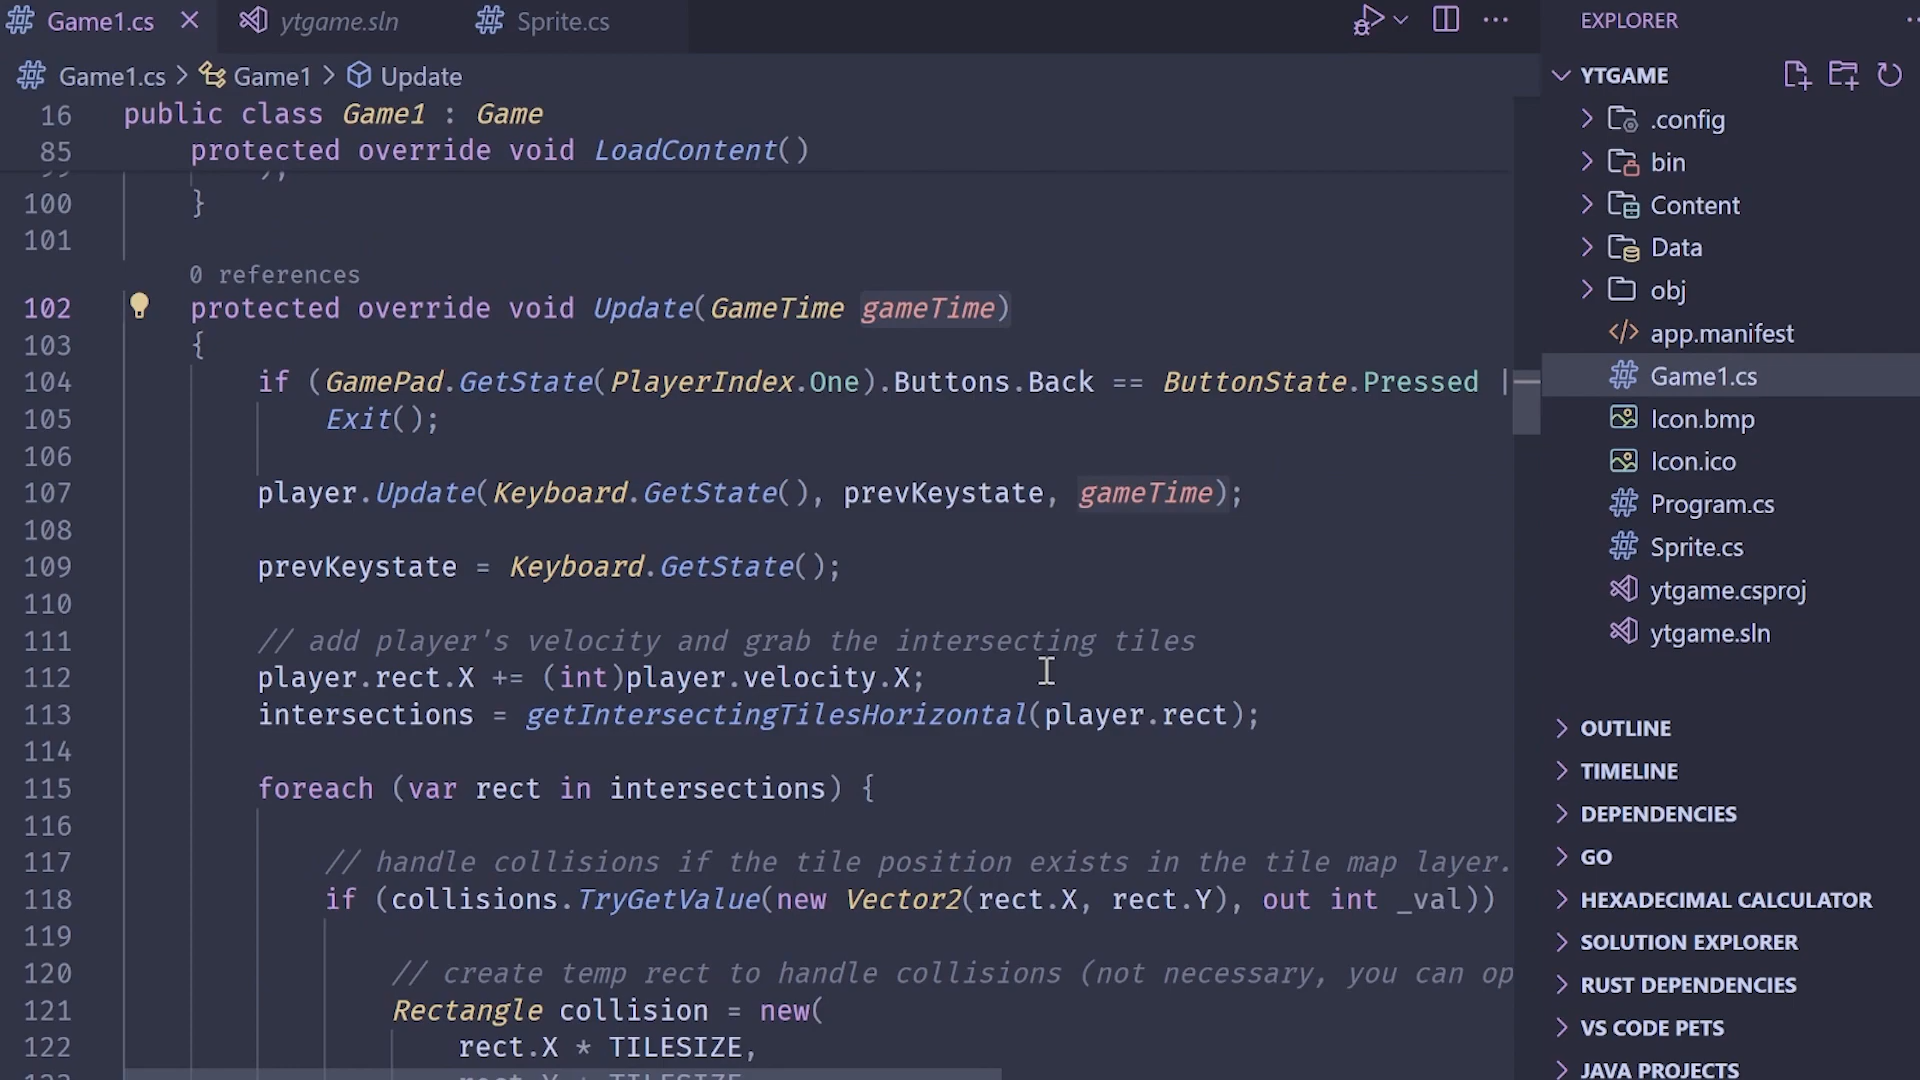 Game1.cs
ytgame.sln
Sprite.cs
Game1.cs > Game1 > Update
16 public class Game1 : Game
85 protected override void LoadContent()
99 );
100 }
101
0 references
102 protected override void Update(GameTime gameTime)
103 {
104 if (GamePad.GetState(PlayerIndex.One).Buttons.Back == ButtonState.Pressed |
105 Exit();
106
107 player.Update(Keyboard.GetState(), prevKeystate, gameTime);
108
109 prevKeystate = Keyboard.GetState();
110
111 // add player's velocity and grab the intersecting tiles
112 player.rect.X += (int)player.velocity.X;
113 intersections = getIntersectingTilesHorizontal(player.rect);
114
115 foreach (var rect in intersections) {
116
117 // handle collisions if the tile position exists in the tile map layer.
118 if (collisions.TryGetValue(new Vector2(rect.X, rect.Y), out int _val))
119
120 // create temp rect to handle collisions (not necessary, you can op
121 Rectangle collision = new(
122 rect.X * TILESIZE,
EXPLORER
YTGAME
.config
bin
Content
Data
obj
app.manifest
Game1.cs
Icon.bmp
Icon.ico
Program.cs
Sprite.cs
ytgame.csproj
ytgame.sln
OUTLINE
TIMELINE
DEPENDENCIES
GO
HEXADECIMAL CALCULATOR
SOLUTION EXPLORER
RUST DEPENDENCIES
VS CODE PETS
JAVA PROJECTS